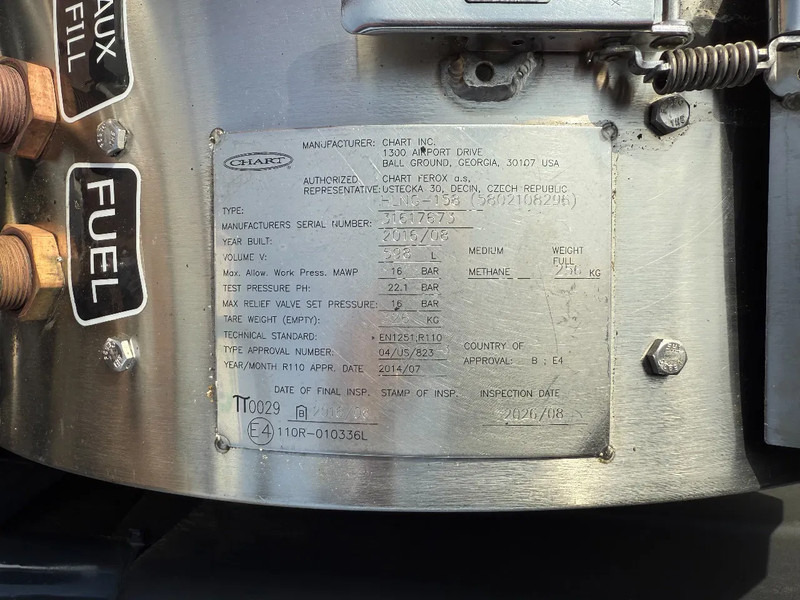 AUX
FILL
FUEL
CHART
MANUFACTURER: CHART INC.
1300 AIRPORT DRIVE
BALL GROUND, GEORGIA, 30107 USA
AUTHORIZED CHART FEROX a.s,
REPRESENTATIVE: USTECKA 30, DECIN, CZECH REPUBLIC
TYPE: HLNG-158 (5802108296)
MANUFACTURERS SERIAL NUMBER: 31617673
YEAR BUILT: 2016/08
VOLUME V: L MEDIUM WEIGHT FULL
Max. Allow. Work Press. MAWP 16 BAR METHANE KG
TEST PRESSURE PH: 22.1 BAR
MAX RELIEF VALVE SET PRESSURE: 16 BAR
TARE WEIGHT (EMPTY): KG
TECHNICAL STANDARD: EN1251;R110
TYPE APPROVAL NUMBER: 04/US/823 COUNTRY OF APPROVAL: B ; E4
YEAR/MONTH R110 APPR. DATE 2014/07
DATE OF FINAL INSP. STAMP OF INSP. INSPECTION DATE
π0029 2026/08
E4 110R-010336L